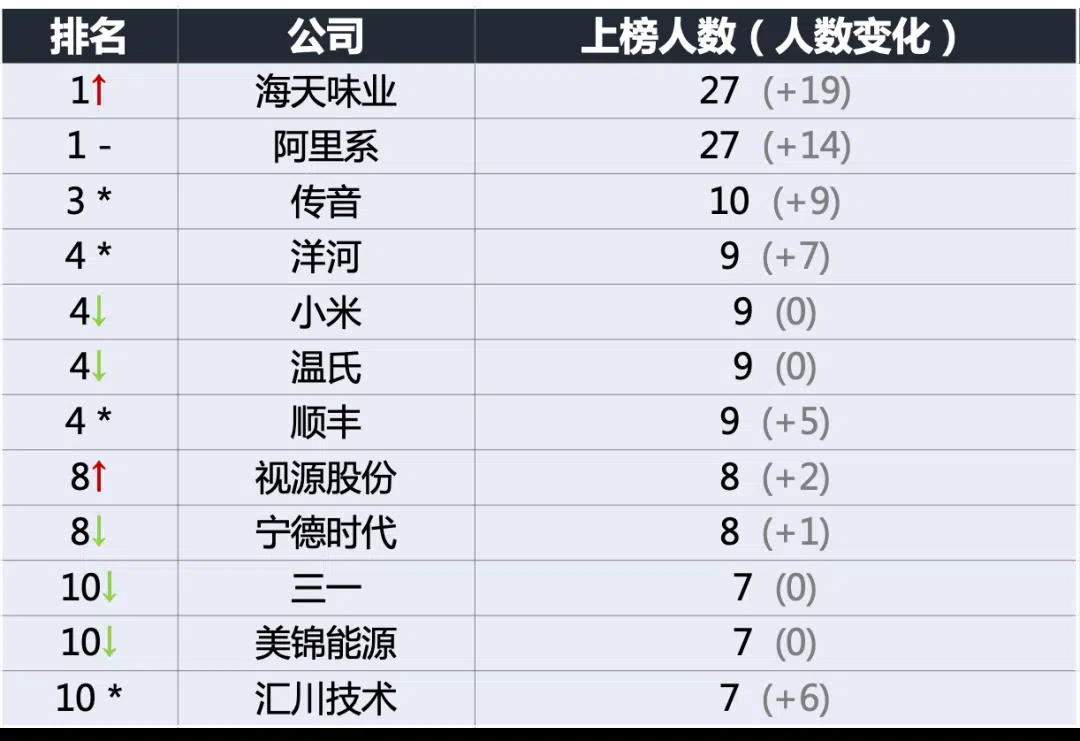 排名 公司 上榜人数（人数变化）
1↑ 海天味业 27 (+19)
1 - 阿里系 27 (+14)
3 * 传音 10 (+9)
4 * 洋河 9 (+7)
4↓ 小米 9 (0)
4↓ 温氏 9 (0)
4 * 顺丰 9 (+5)
8↑ 视源股份 8 (+2)
8↓ 宁德时代 8 (+1)
10↓ 三一 7 (0)
10↓ 美锦能源 7 (0)
10 * 汇川技术 7 (+6)